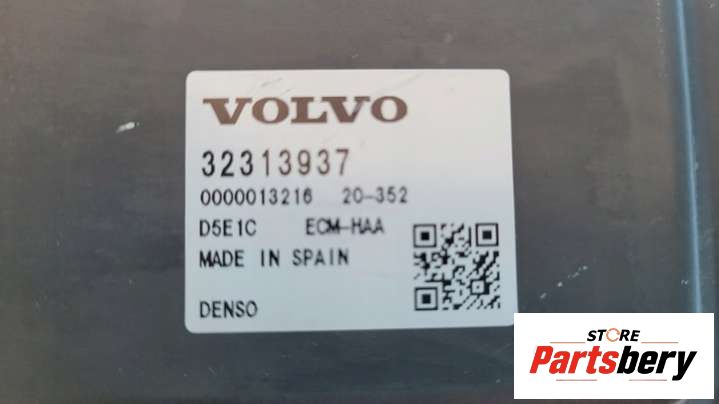 VOLVO
32313937
0000013216 20-352
D5E1C ECM-HAA
MADE IN SPAIN
DENSO
STORE
Partsbery